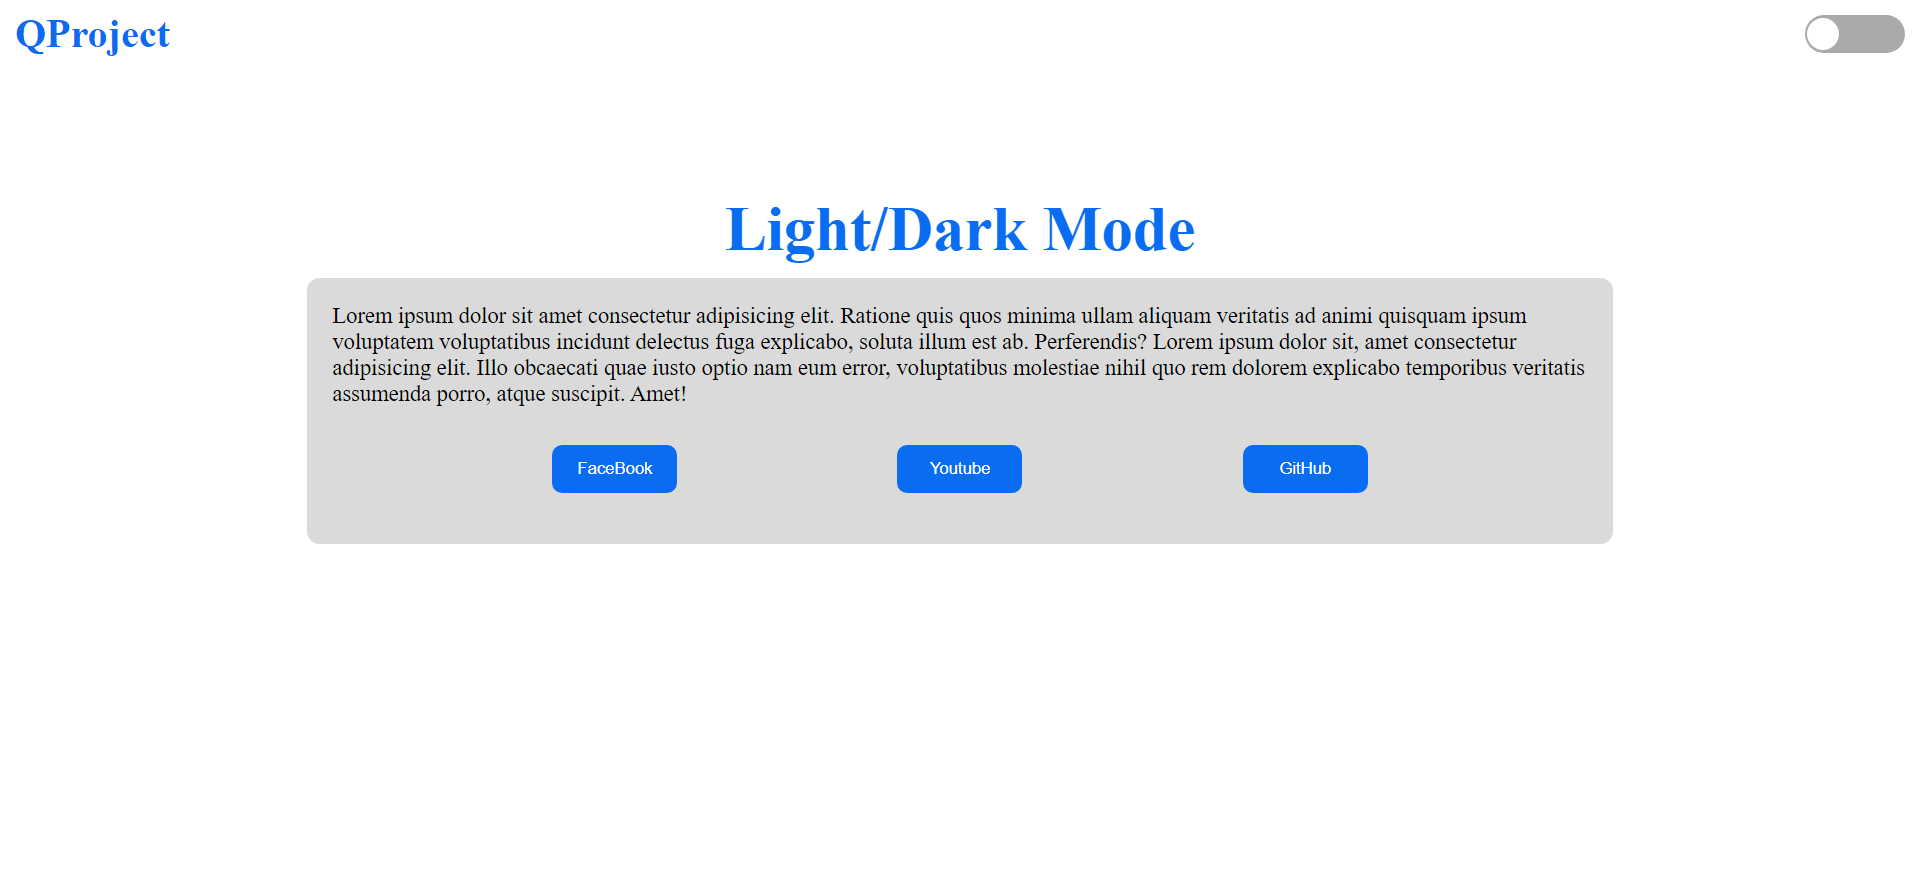 QProject
Light/Dark Mode
Lorem ipsum dolor sit amet consectetur adipisicing elit. Ratione quis quos minima ullam aliquam veritatis ad animi quisquam ipsum
voluptatem voluptatibus incidunt delectus fuga explicabo, soluta illum est ab. Perferendis? Lorem ipsum dolor sit, amet consectetur
adipisicing elit. Illo obcaecati quae iusto optio nam eum error, voluptatibus molestiae nihil quo rem dolorem explicabo temporibus veritatis
assumenda porro, atque suscipit. Amet!
FaceBook
Youtube
GitHub